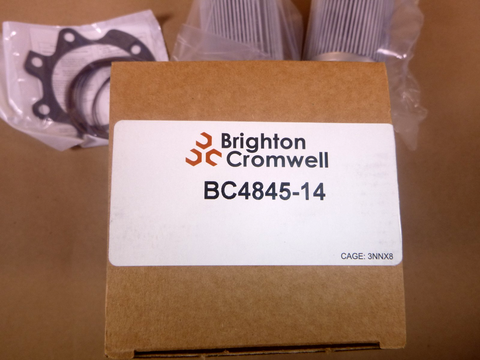 Brighton
Cromwell
BC4845-14
CAGE: 3NNX8